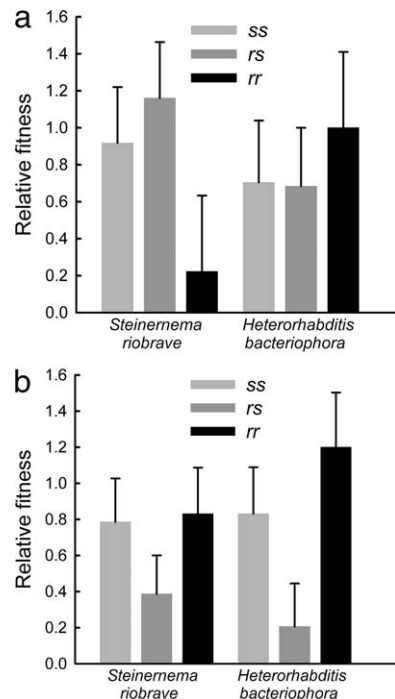 a
ss
rs
rr
Relative fitness
1.6
1.4
1.2
1.0
0.8
0.6
0.4
0.2
0.0
Steinernema Heterorhabditis
riobrave bacteriophora
b
ss
rs
rr
Relative fitness
1.6
1.4
1.2
1.0
0.8
0.6
0.4
0.2
0.0
Steinernema Heterorhabditis
riobrave bacteriophora